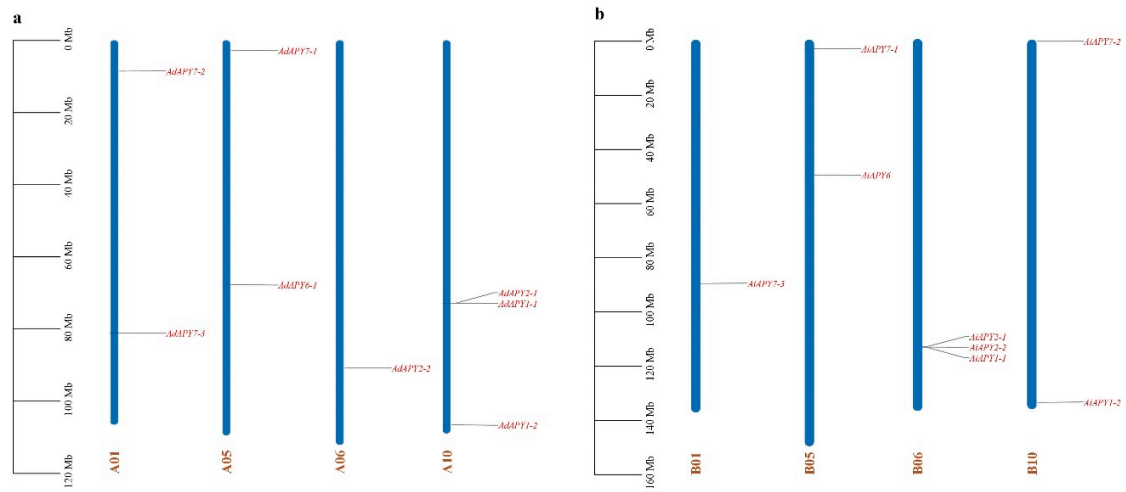 a
0 Mb
20 Mb
40 Mb
60 Mb
80 Mb
100 Mb
120 Mb
AdAPY7-2
AdAPY7-3
A01
AdAPY7-1
AdAPY6-1
A05
AdAPY2-2
A06
AdAPY2-1
AdAPY1-1
AdAPY1-2
A10
b
0 Mb
20 Mb
40 Mb
60 Mb
80 Mb
100 Mb
120 Mb
140 Mb
160 Mb
AiAPY7-3
B01
AiAPY7-1
AiAPY6
B05
AiAPY2-1
AiAPY2-2
AiAPY1-1
B06
AiAPY7-2
AiAPY1-2
B10